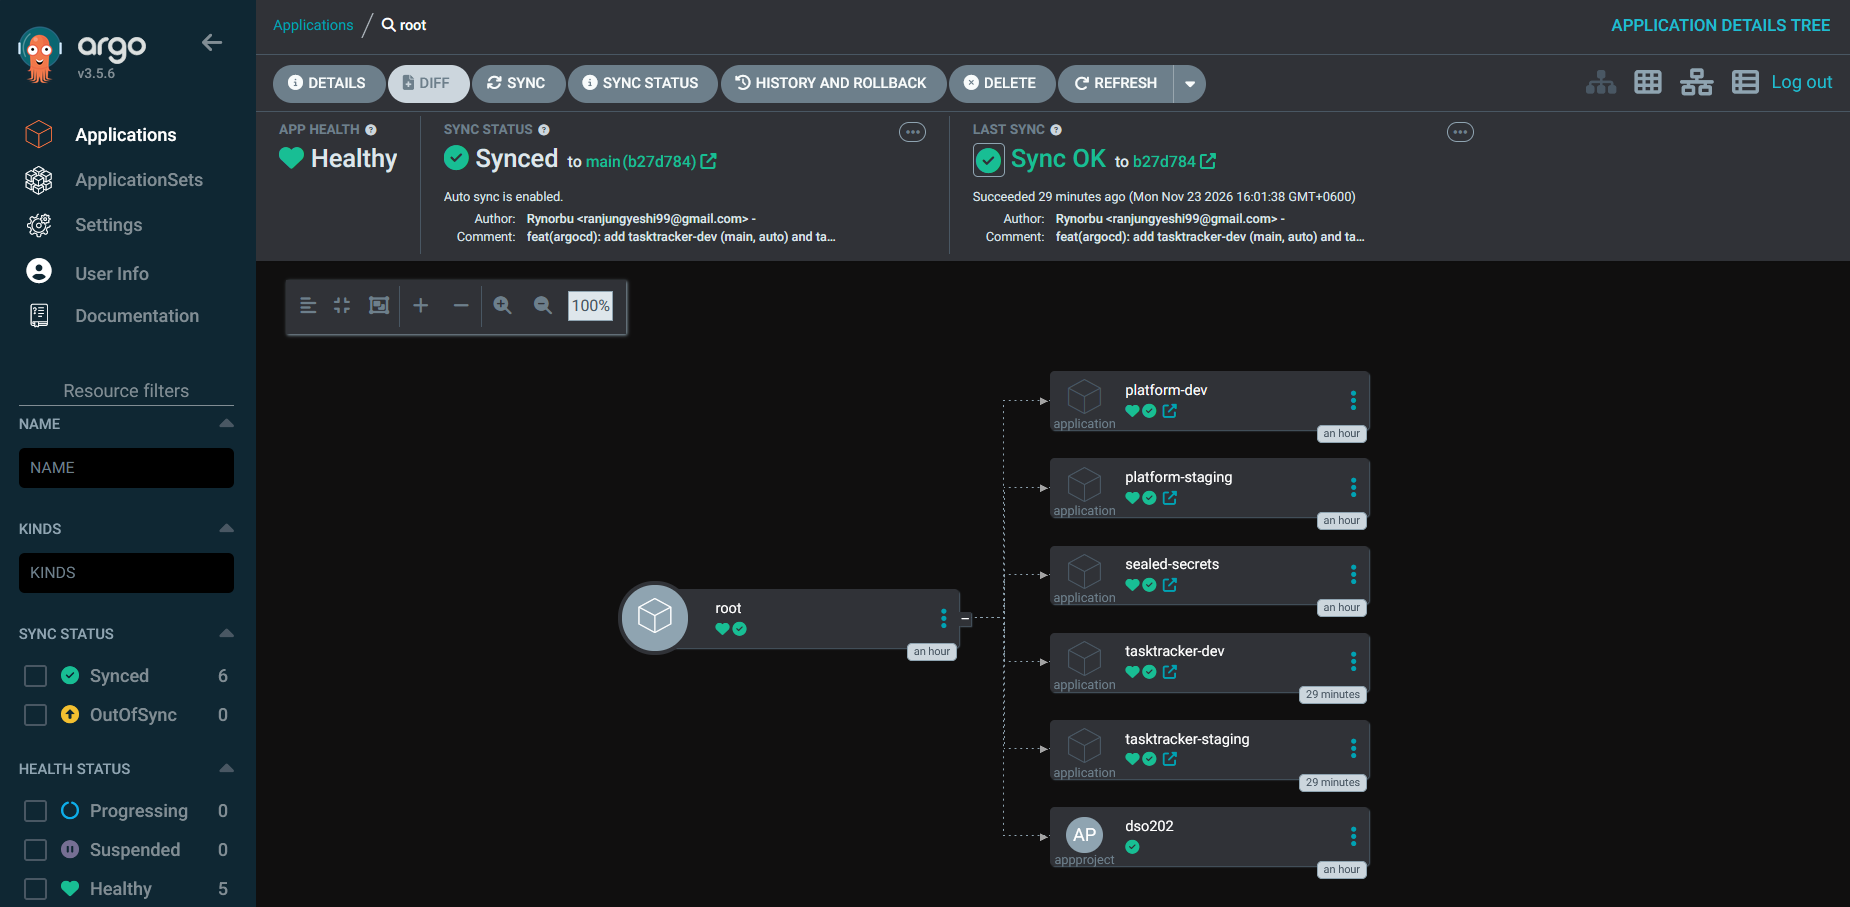 argo
v3.5.6
Applications
ApplicationSets
Settings
User Info
Documentation
Resource filters
NAME
NAME
KINDS
KINDS
SYNC STATUS
Synced 6
OutOfSync 0
HEALTH STATUS
Progressing 0
Suspended 0
Healthy 5
Applications / root
APPLICATION DETAILS TREE
DETAILS DIFF SYNC SYNC STATUS HISTORY AND ROLLBACK DELETE REFRESH
Log out
APP HEALTH
Healthy
SYNC STATUS
Synced to main (b27d784)
Auto sync is enabled.
Author: Rynorbu <ranjungyeshi99@gmail.com> -
Comment: feat(argocd): add tasktracker-dev (main, auto) and ta...
LAST SYNC
Sync OK to b27d784
Succeeded 29 minutes ago (Mon Nov 23 2026 16:01:38 GMT+0600)
Author: Rynorbu <ranjungyeshi99@gmail.com> -
Comment: feat(argocd): add tasktracker-dev (main, auto) and ta...
100%
root
an hour
platform-dev
application
an hour
platform-staging
application
an hour
sealed-secrets
application
an hour
tasktracker-dev
application
29 minutes
tasktracker-staging
application
29 minutes
AP
dso202
appproject
an hour